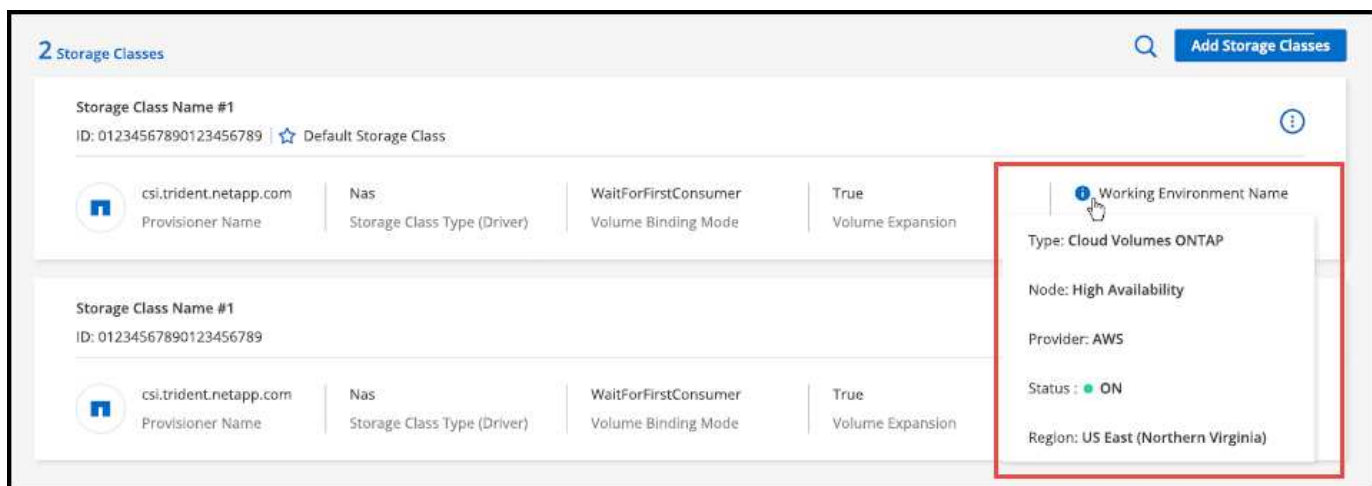 2 Storage Classes
Add Storage Classes
Storage Class Name #1
ID: 01234567890123456789 Default Storage Class
csi.trident.netapp.com Nas WaitForFirstConsumer True Working Environment Name
Provisioner Name Storage Class Type (Driver) Volume Binding Mode Volume Expansion
Type: Cloud Volumes ONTAP
Node: High Availability
Provider: AWS
Status : ON
Region: US East (Northern Virginia)
Storage Class Name #1
ID: 01234567890123456789
csi.trident.netapp.com Nas WaitForFirstConsumer True
Provisioner Name Storage Class Type (Driver) Volume Binding Mode Volume Expansion